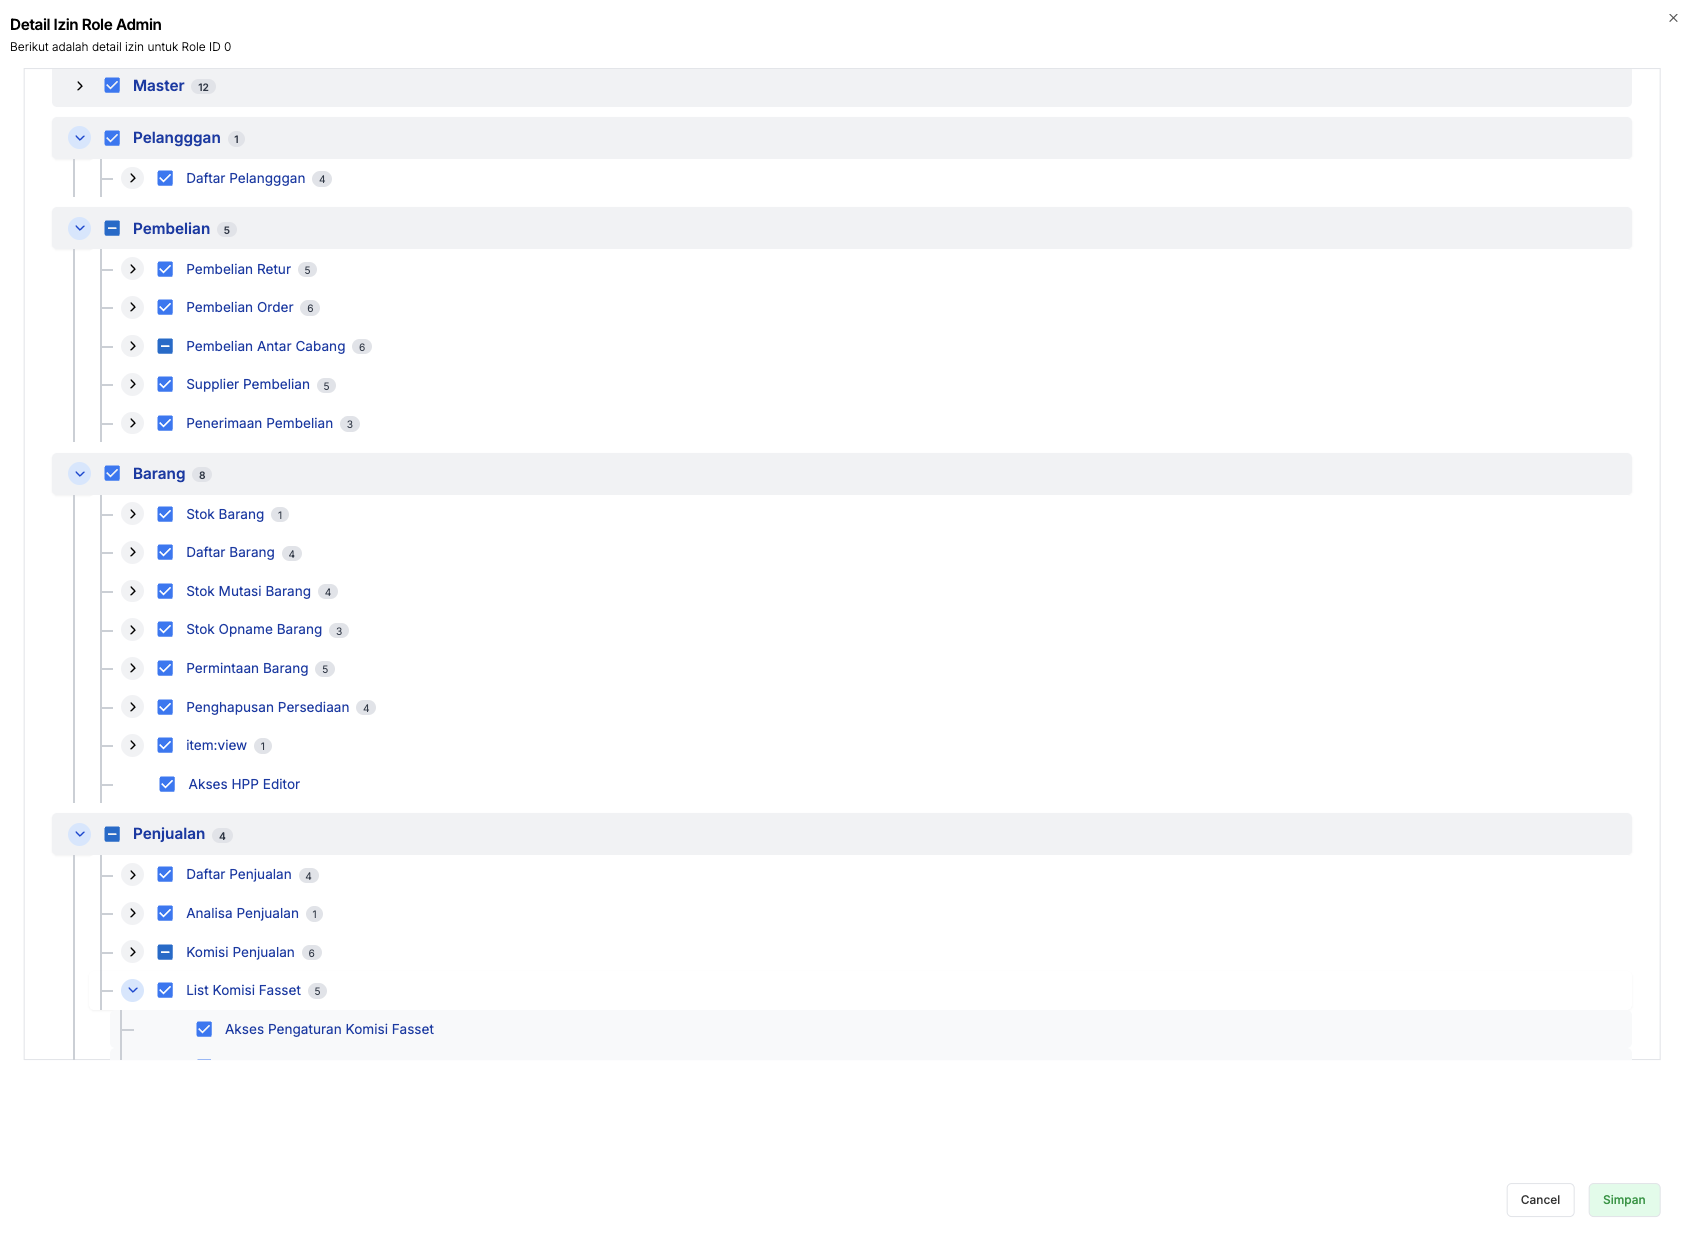 Detail Izin Role Admin
Berikut adalah detail izin untuk Role ID 0
Master 12
Pelangggan 1
Daftar Pelangggan 4
Pembelian 5
Pembelian Retur 5
Pembelian Order 6
Pembelian Antar Cabang 6
Supplier Pembelian 5
Penerimaan Pembelian 3
Barang 8
Stok Barang 1
Daftar Barang 4
Stok Mutasi Barang 4
Stok Opname Barang 3
Permintaan Barang 5
Penghapusan Persediaan 4
item:view 1
Akses HPP Editor
Penjualan 4
Daftar Penjualan 4
Analisa Penjualan 1
Komisi Penjualan 6
List Komisi Fasset 5
Akses Pengaturan Komisi Fasset
Cancel Simpan